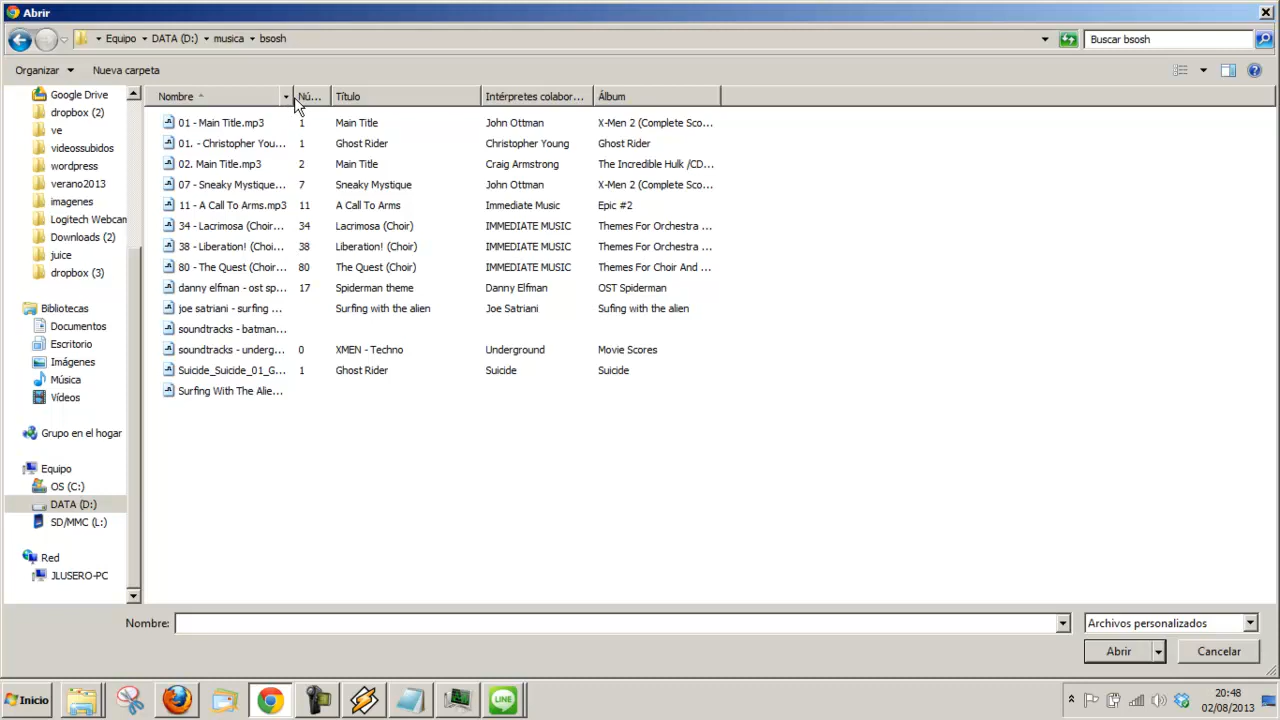 Abrir
Equipo DATA (D:) musica bsosh
Buscar bsosh
Organizar Nueva carpeta
Google Drive
dropbox (2)
ve
videossubidos
wordpress
verano2013
imagenes
Logitech Webcam
Downloads (2)
juice
dropbox (3)
Bibliotecas
Documentos
Escritorio
Imágenes
Música
Vídeos
Grupo en el hogar
Equipo
OS (C:)
DATA (D:)
SD/MMC (L:)
Red
JLUSERO-PC
Nombre Nú... Título Intérpretes colabor... Álbum
01 - Main Title.mp3 1 Main Title John Ottman X-Men 2 (Complete Sco...
01. - Christopher You... 1 Ghost Rider Christopher Young Ghost Rider
02. Main Title.mp3 2 Main Title Craig Armstrong The Incredible Hulk /CD...
07 - Sneaky Mystique... 7 Sneaky Mystique John Ottman X-Men 2 (Complete Sco...
11 - A Call To Arms.mp3 11 A Call To Arms Immediate Music Epic #2
34 - Lacrimosa (Choir... 34 Lacrimosa (Choir) IMMEDIATE MUSIC Themes For Orchestra ...
38 - Liberation! (Choi... 38 Liberation! (Choir) IMMEDIATE MUSIC Themes For Orchestra ...
80 - The Quest (Choir... 80 The Quest (Choir) IMMEDIATE MUSIC Themes For Choir And ...
danny elfman - ost sp... 17 Spiderman theme Danny Elfman OST Spiderman
joe satriani - surfing ... Surfing with the alien Joe Satriani Sufing with the alien
soundtracks - batman...
soundtracks - underg... 0 XMEN - Techno Underground Movie Scores
Suicide_Suicide_01_G... 1 Ghost Rider Suicide Suicide
Surfing With The Alie...
Nombre: Archivos personalizados
Abrir Cancelar
Inicio
LINE
20:48
02/08/2013